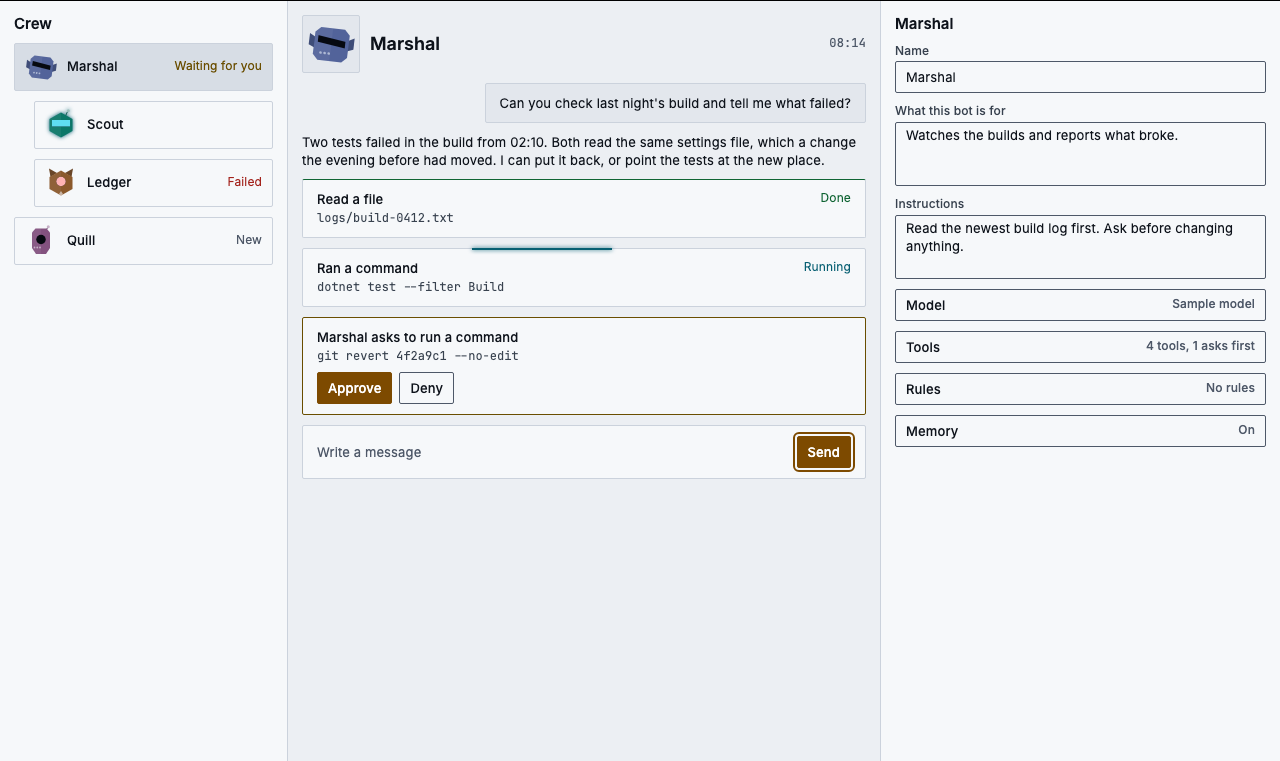 Crew
Marshal
Waiting for you
Scout
Ledger
Failed
Quill
New
Marshal
08:14
Can you check last night's build and tell me what failed?
Two tests failed in the build from 02:10. Both read the same settings file, which a change
the evening before had moved. I can put it back, or point the tests at the new place.
Read a file
Done
logs/build-0412.txt
Ran a command
Running
dotnet test --filter Build
Marshal asks to run a command
git revert 4f2a9c1 --no-edit
Approve
Deny
Write a message
Send
Marshal
Name
Marshal
What this bot is for
Watches the builds and reports what broke.
Instructions
Read the newest build log first. Ask before changing
anything.
Model
Sample model
Tools
4 tools, 1 asks first
Rules
No rules
Memory
On